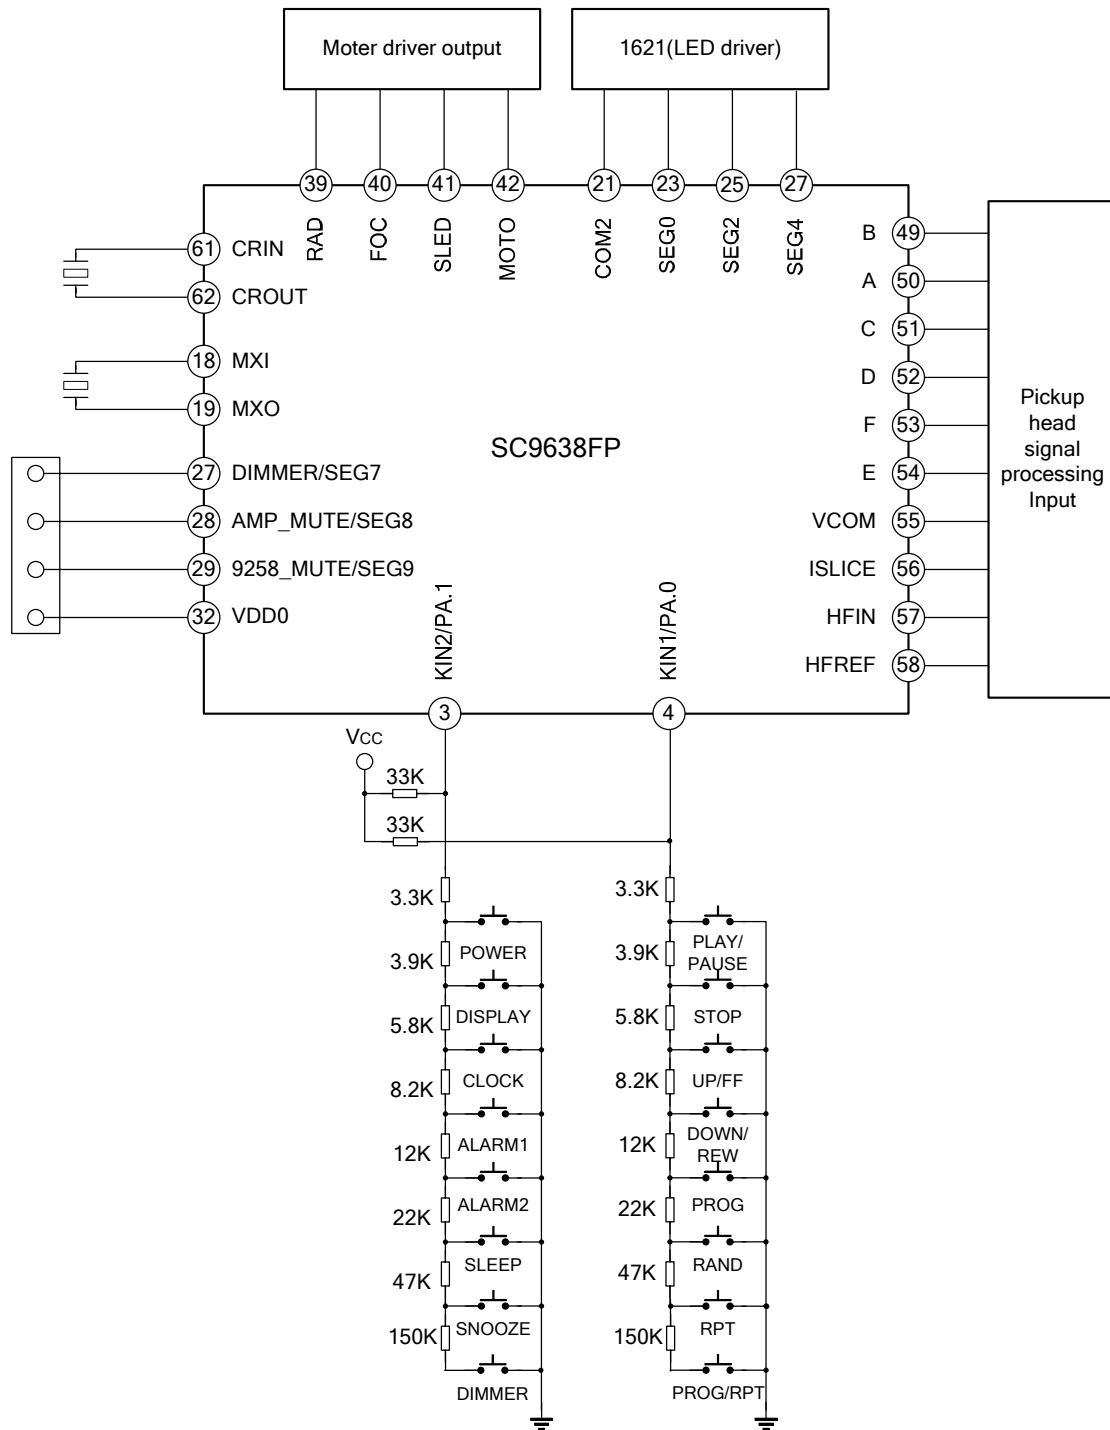 Moter driver output
1621(LED driver)
39
40
41
42
21
23
25
27
RAD
FOC
SLED
MOTO
COM2
SEG0
SEG2
SEG4
61 CRIN
62 CROUT
18 MXI
19 MXO
27 DIMMER/SEG7
28 AMP_MUTE/SEG8
29 9258_MUTE/SEG9
32 VDD0
SC9638FP
B 49
A 50
C 51
D 52
F 53
E 54
VCOM 55
ISLICE 56
HFIN 57
HFREF 58
Pickup
head
signal
processing
Input
KIN2/PA.1
KIN1/PA.0
3
4
VCC
33K
33K
3.3K
POWER
3.9K
DISPLAY
5.8K
CLOCK
8.2K
ALARM1
12K
ALARM2
22K
SLEEP
47K
SNOOZE
150K
DIMMER
3.3K
PLAY/
PAUSE
3.9K
STOP
5.8K
UP/FF
8.2K
DOWN/
REW
12K
PROG
22K
RAND
47K
RPT
150K
PROG/RPT